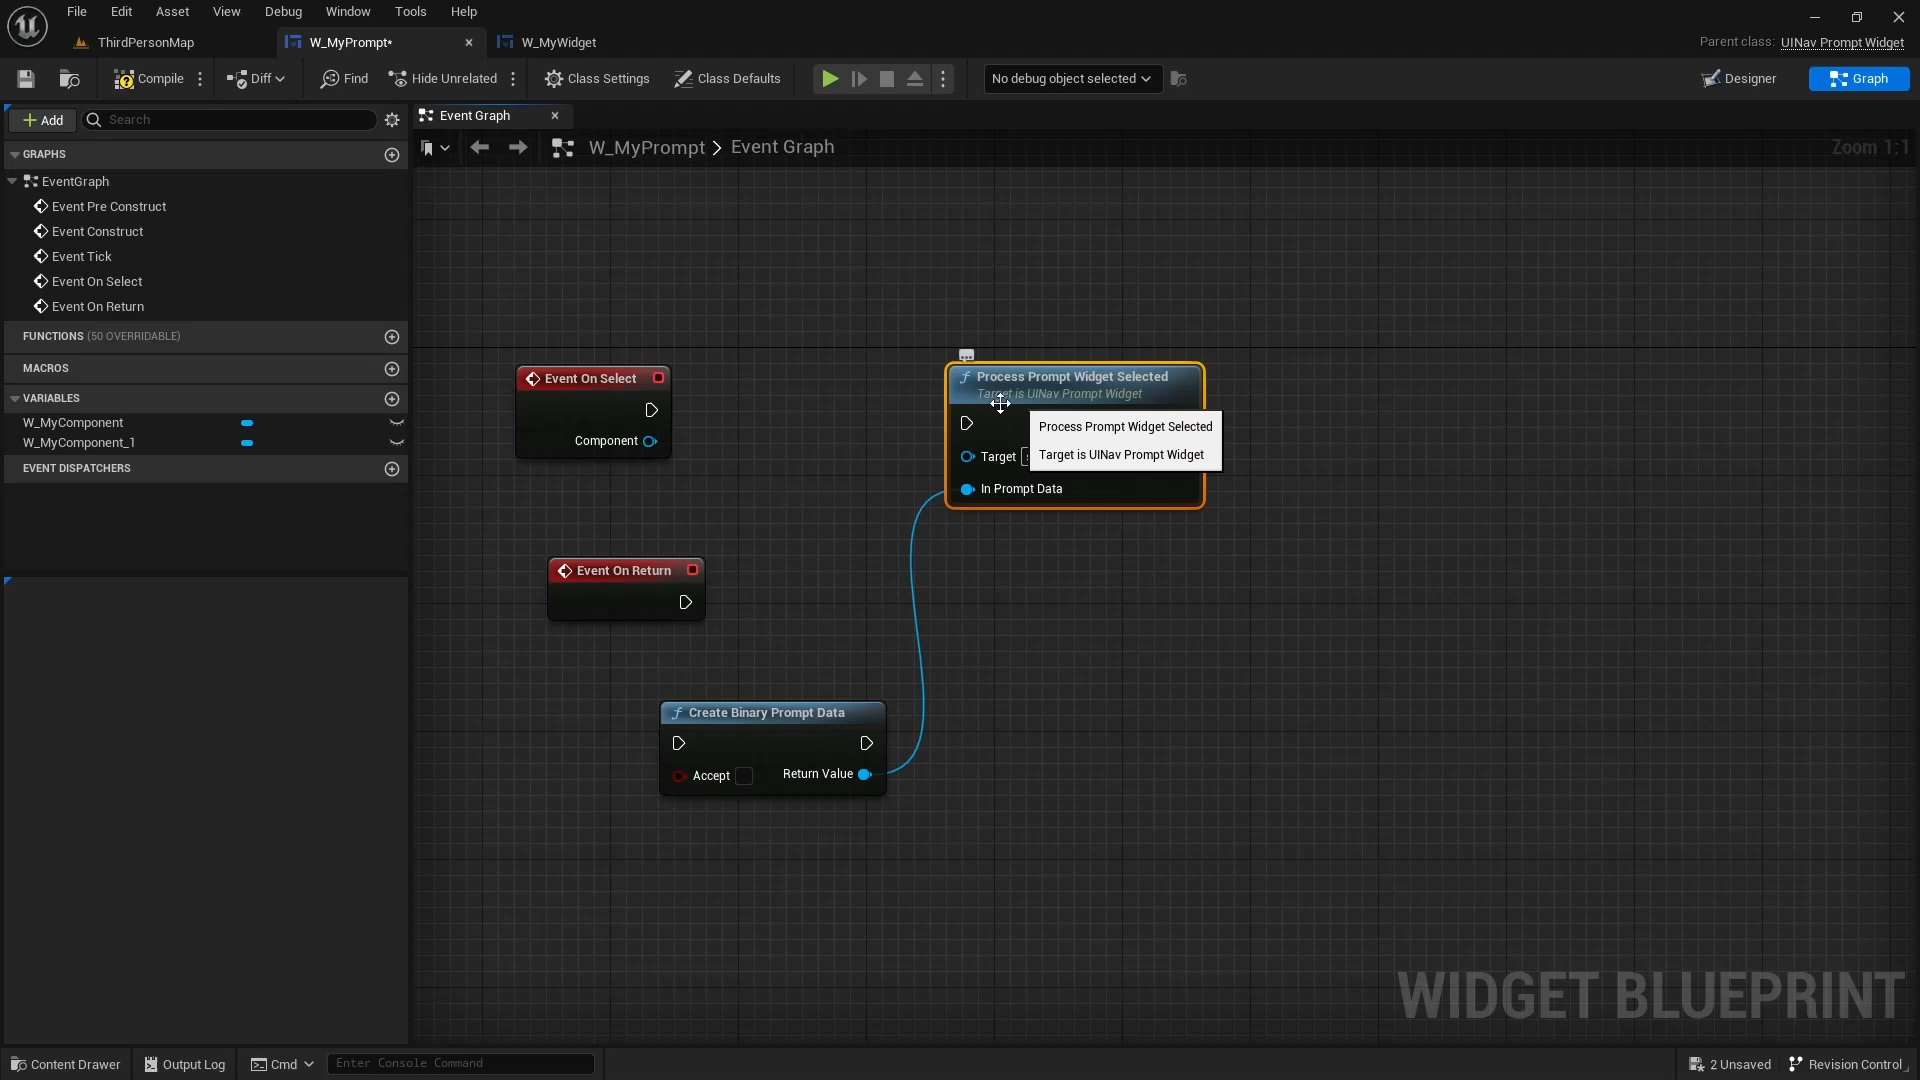 File Edit Asset View Debug Window Tools Help
ThirdPersonMap W_MyPrompt* W_MyWidget
Parent class: UINav Prompt Widget
Compile Diff Find Hide Unrelated Class Settings Class Defaults No debug object selected Designer Graph
Add Search
Event Graph
GRAPHS
W_MyPrompt > Event Graph
Zoom 1:1
EventGraph
Event Pre Construct
Event Construct
Event Tick
Event On Select
Event On Return
FUNCTIONS (50 OVERRIDABLE)
MACROS
VARIABLES
W_MyComponent
W_MyComponent_1
EVENT DISPATCHERS
Event On Select
Component
Process Prompt Widget Selected
Target is UINav Prompt Widget
Target
In Prompt Data
Process Prompt Widget Selected
Target is UINav Prompt Widget
Event On Return
Create Binary Prompt Data
Accept Return Value
WIDGET BLUEPRINT
Content Drawer Output Log Cmd Enter Console Command 2 Unsaved Revision Control